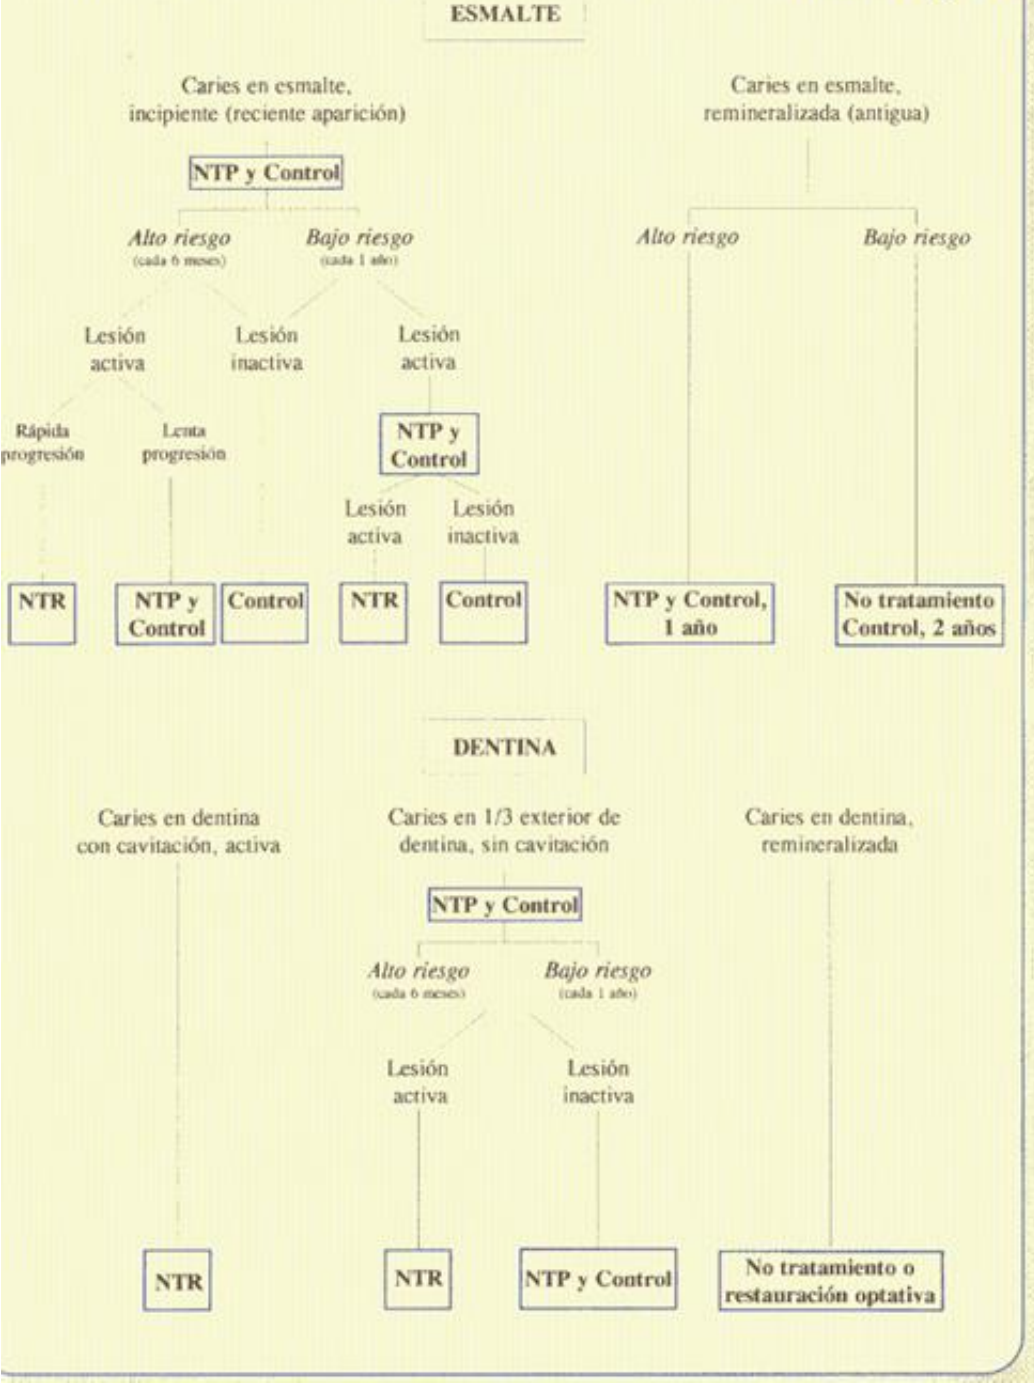 ESMALTE
Caries en esmalte,
incipiente (reciente aparición)
Caries en esmalte,
remineralizada (antigua)
NTP y Control
Alto riesgo
(cada 6 meses)
Bajo riesgo
(cada 1 año)
Alto riesgo
Bajo riesgo
Lesión
activa
Lesión
inactiva
Lesión
activa
Rápida
progresión
Lenta
progresión
NTP y
Control
Lesión
activa
Lesión
inactiva
NTR
NTP y
Control
Control
NTR
Control
NTP y Control,
1 año
No tratamiento
Control, 2 años
DENTINA
Caries en dentina
con cavitación, activa
Caries en 1/3 exterior de
dentina, sin cavitación
Caries en dentina,
remineralizada
NTP y Control
Alto riesgo
(cada 6 meses)
Bajo riesgo
(cada 1 año)
Lesión
activa
Lesión
inactiva
NTR
NTR
NTP y Control
No tratamiento o
restauración optativa